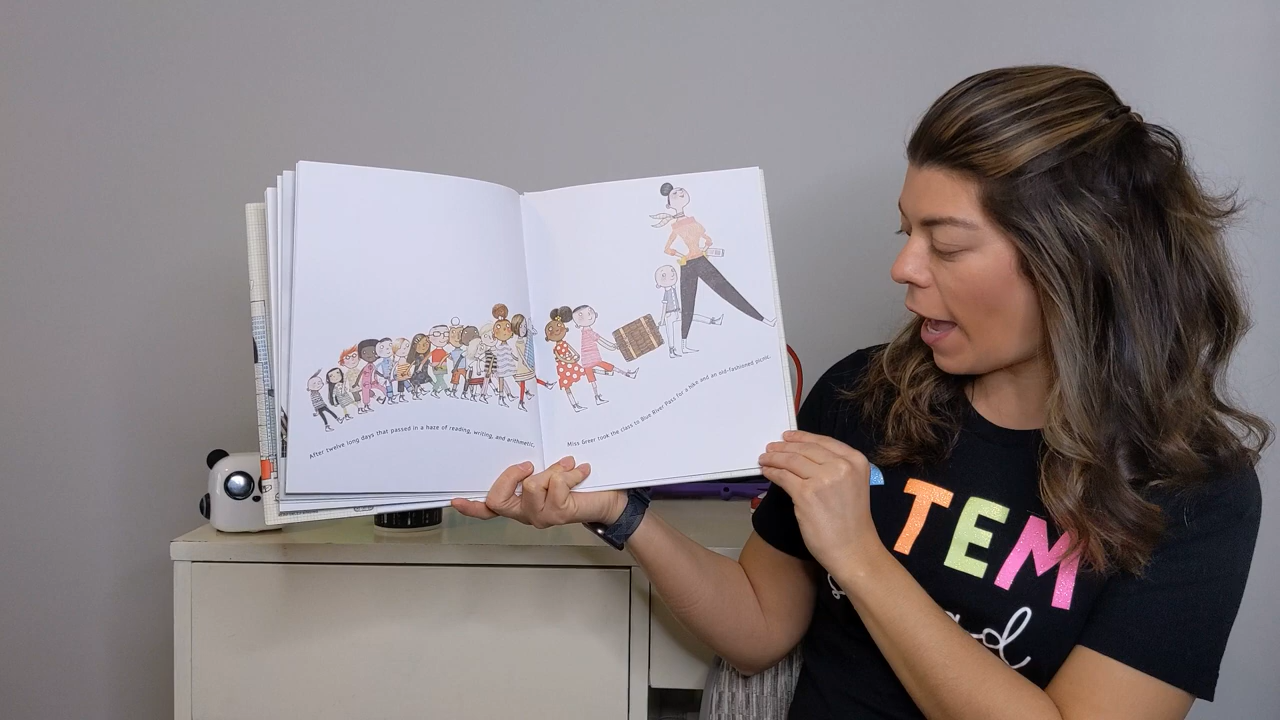 After twelve long days that passed in a haze of reading, writing, and arithmetic,
Miss Greer took the class to Blue River Pass for a hike and an old-fashioned picnic.
TEM